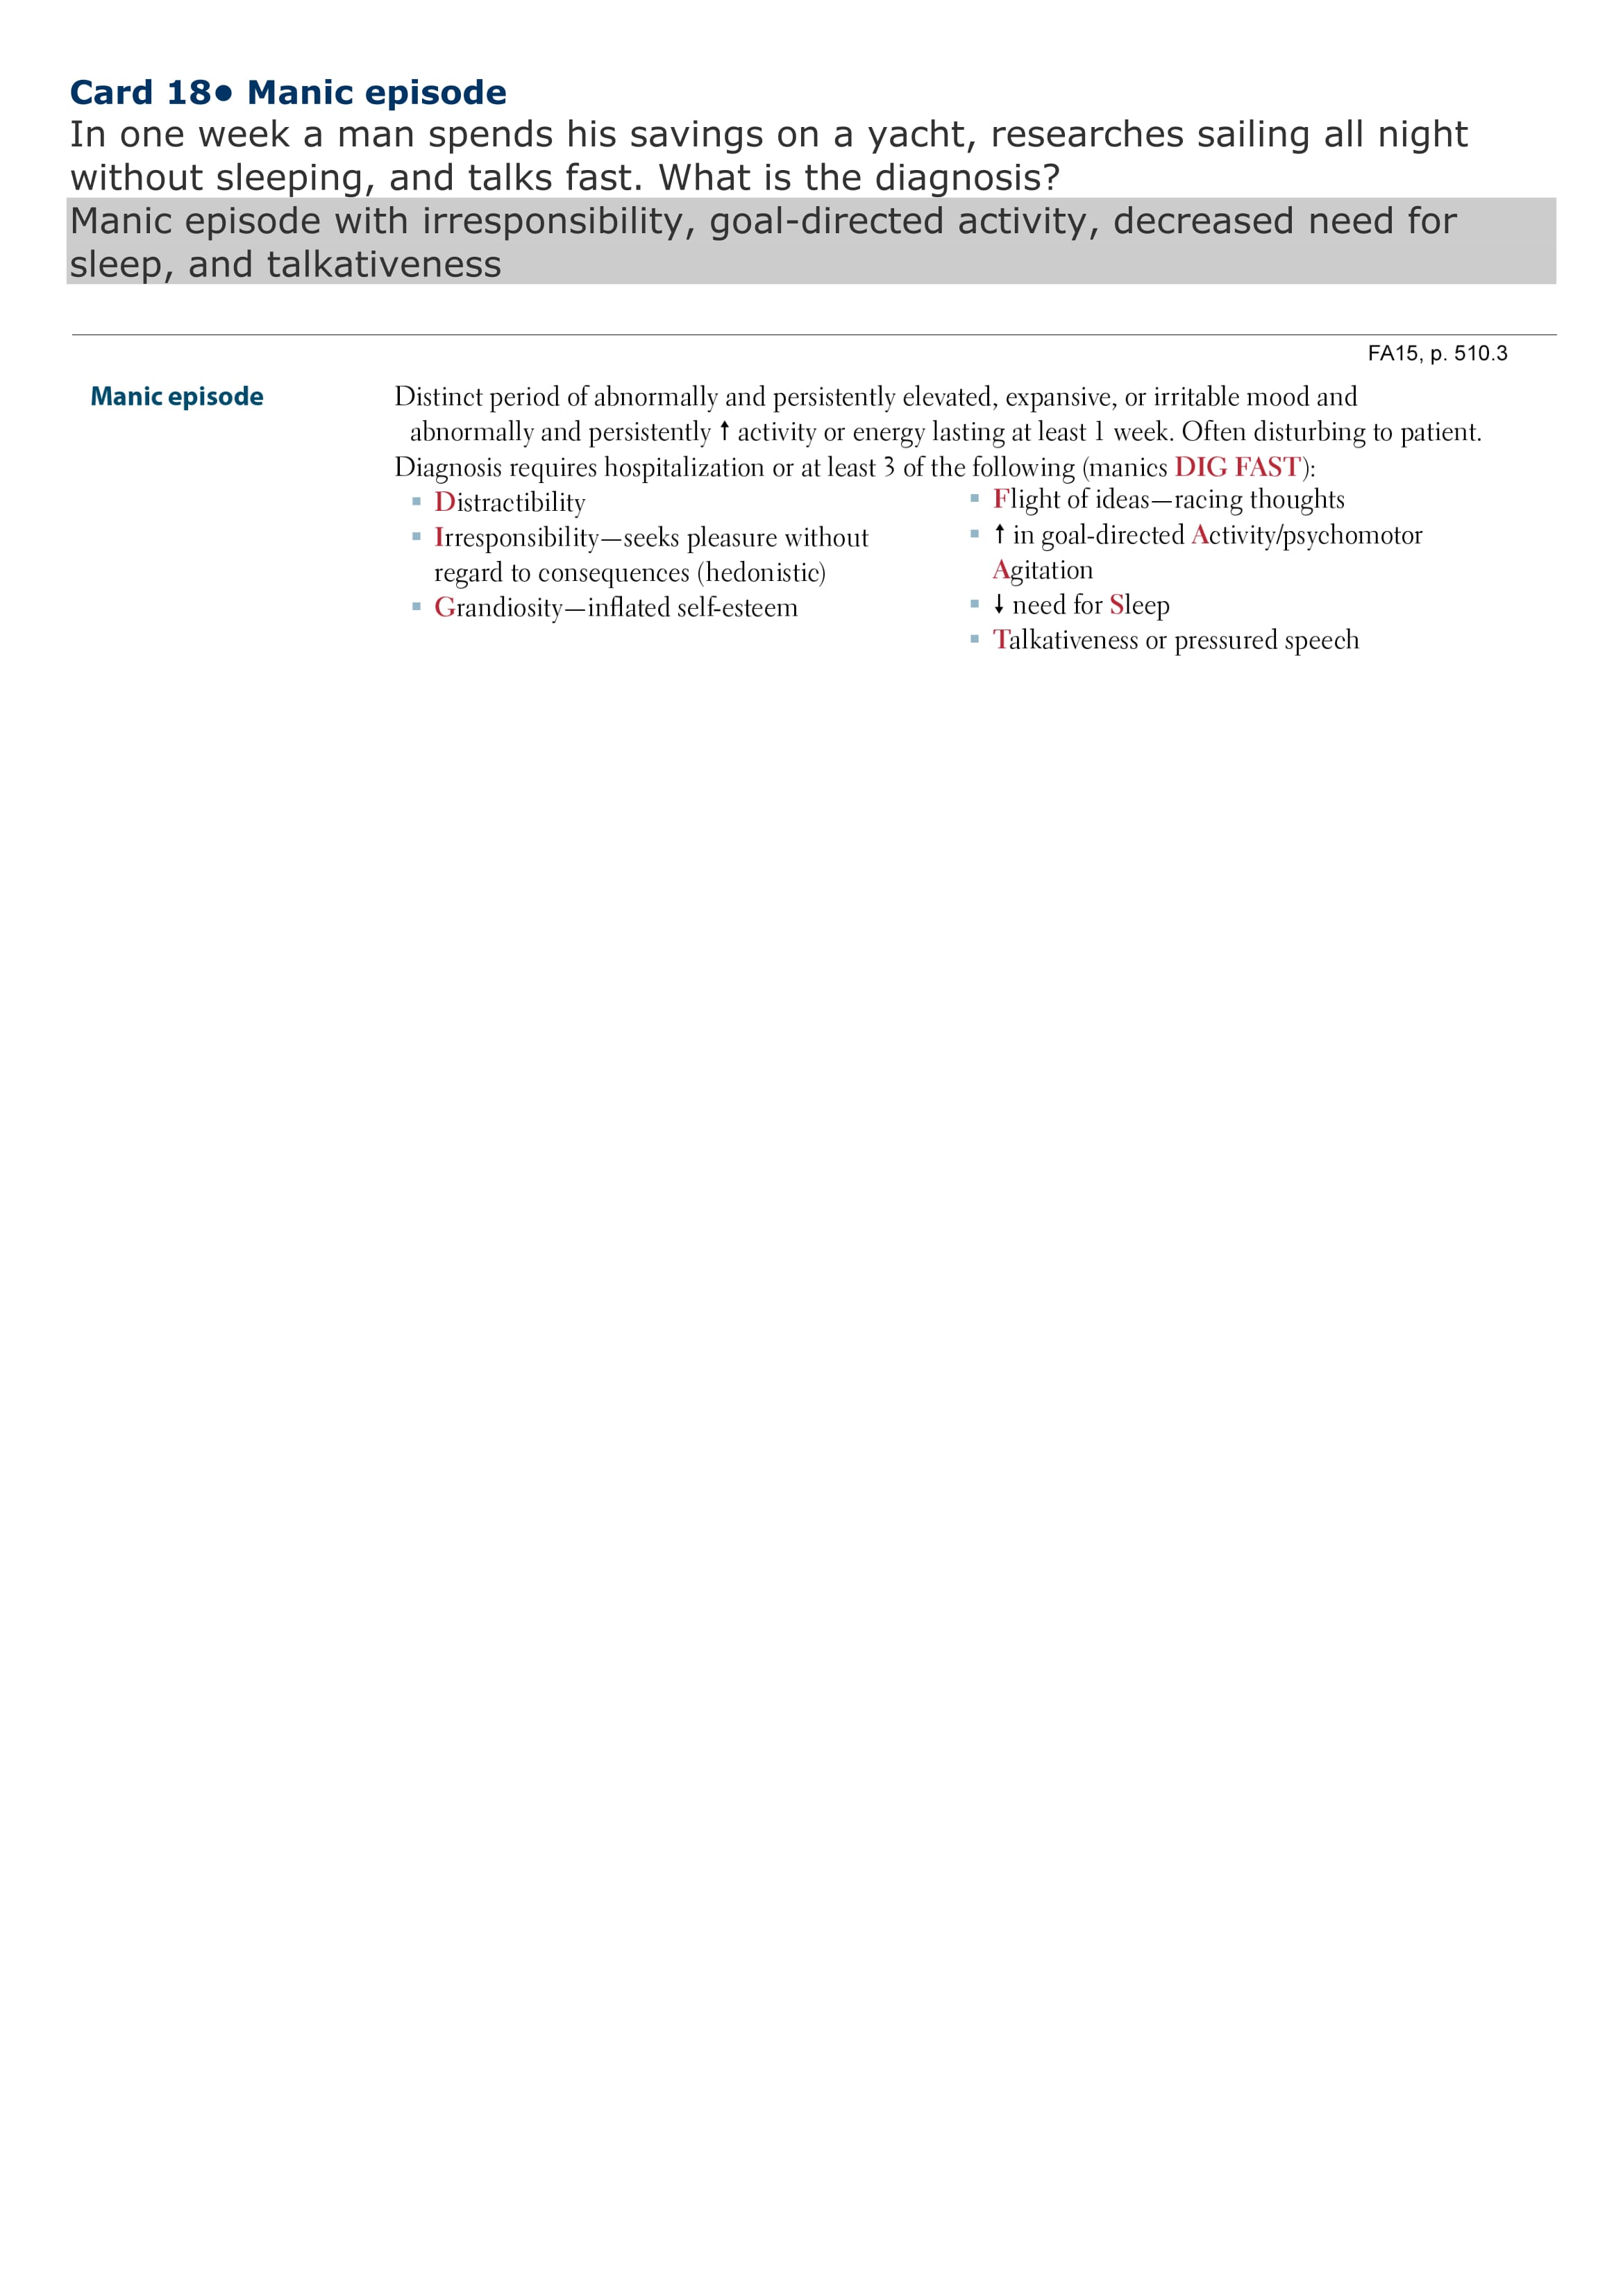 Card 18• Manic episode
In one week a man spends his savings on a yacht, researches sailing all night
without sleeping, and talks fast. What is the diagnosis?
Manic episode with irresponsibility, goal-directed activity, decreased need for
sleep, and talkativeness
FA15, p. 510.3
Manic episode
Distinct period of abnormally and persistently elevated, expansive, or irritable mood and
abnormally and persistently ↑ activity or energy lasting at least 1 week. Often disturbing to patient.
Diagnosis requires hospitalization or at least 3 of the following (manics DIG FAST):
▪ Distractibility
▪ Irresponsibility—seeks pleasure without
regard to consequences (hedonistic)
▪ Grandiosity—inflated self-esteem
▪ Flight of ideas—racing thoughts
▪ ↑ in goal-directed Activity/psychomotor
Agitation
▪ ↓ need for Sleep
▪ Talkativeness or pressured speech